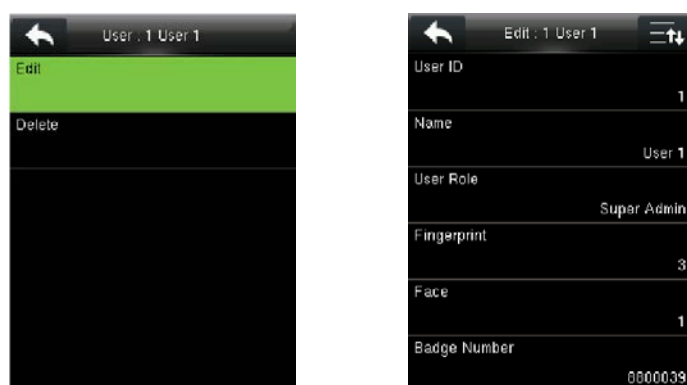 User : 1 User 1
Edit
Delete
Edit : 1 User 1
User ID
1
Name
User 1
User Role
Super Admin
Fingerprint
3
Face
1
Badge Number
8800039